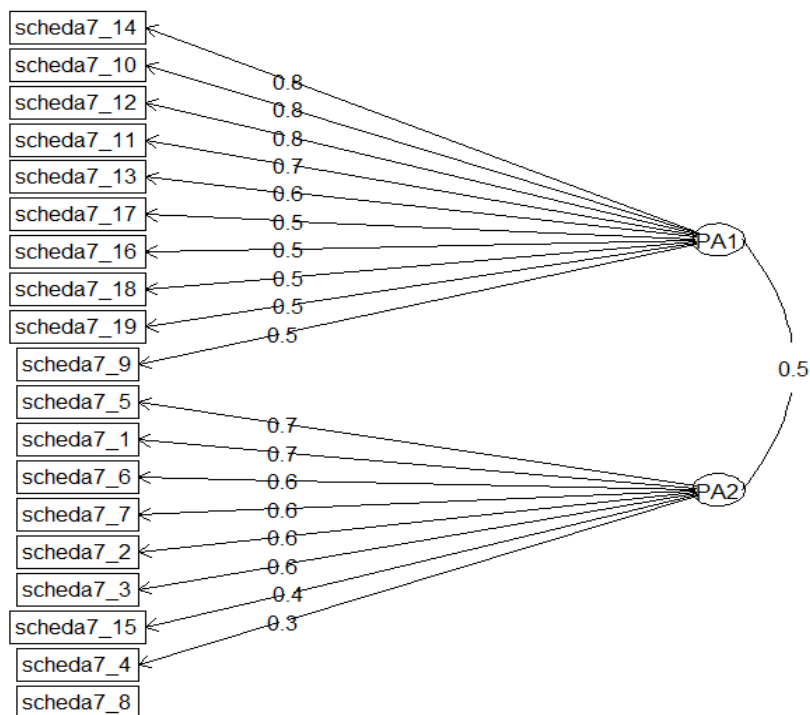 scheda7_14
scheda7_10
scheda7_12
scheda7_11
scheda7_13
scheda7_17
scheda7_16
scheda7_18
scheda7_19
scheda7_9
scheda7_5
scheda7_1
scheda7_6
scheda7_7
scheda7_2
scheda7_3
scheda7_15
scheda7_4
scheda7_8
0.8
0.8
0.8
0.7
0.6
0.5
0.5
0.5
0.5
0.5
0.7
0.7
0.6
0.6
0.6
0.6
0.4
0.3
PA1
PA2
0.5